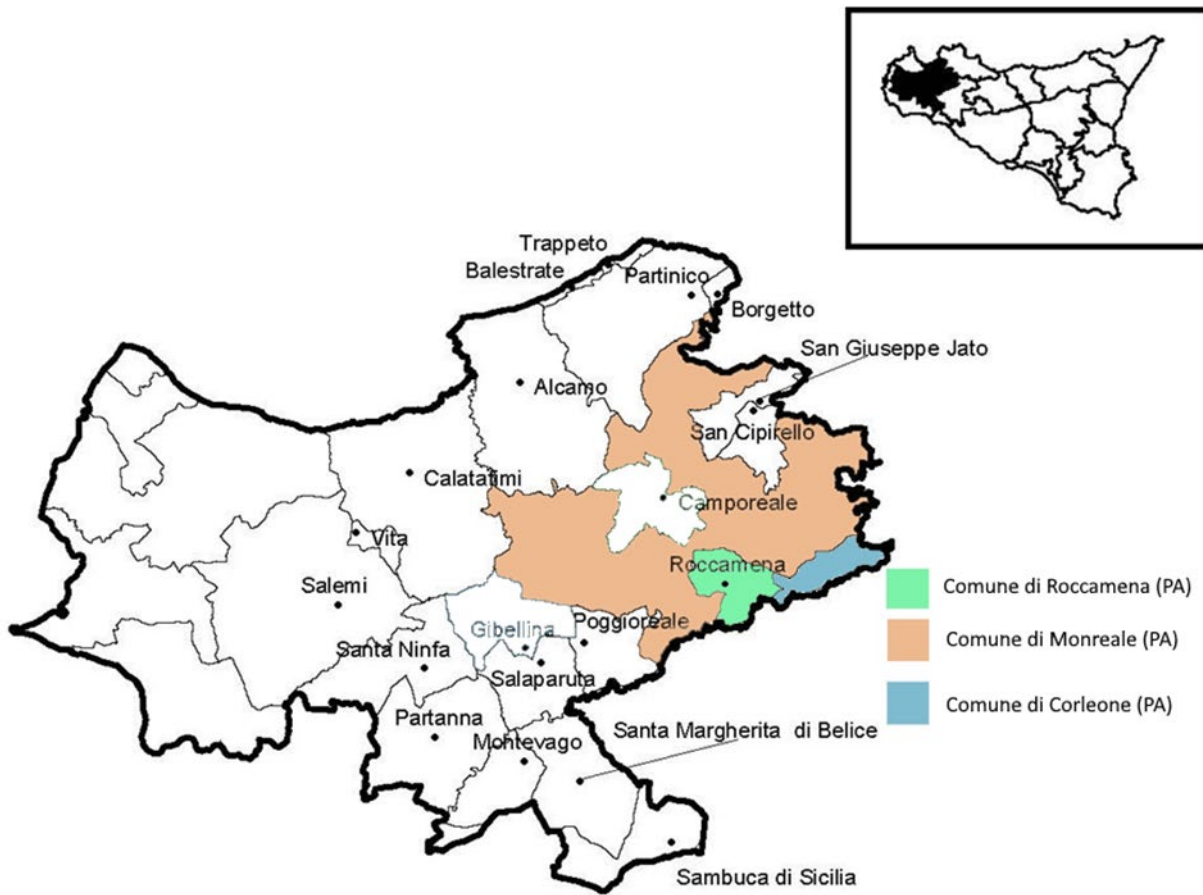 Trappeto
Balestrate
Partinico
Borgetto
San Giuseppe Jato
Alcamo
San Cipirello
Calatafimi
Camporeale
Vita
Roccamena
Salemi
Comune di Roccamena (PA)
Gibellina
Poggioreale
Comune di Monreale (PA)
Santa Ninfa
Salaparuta
Comune di Corleone (PA)
Partanna
Santa Margherita di Belice
Montevago
Sambuca di Sicilia